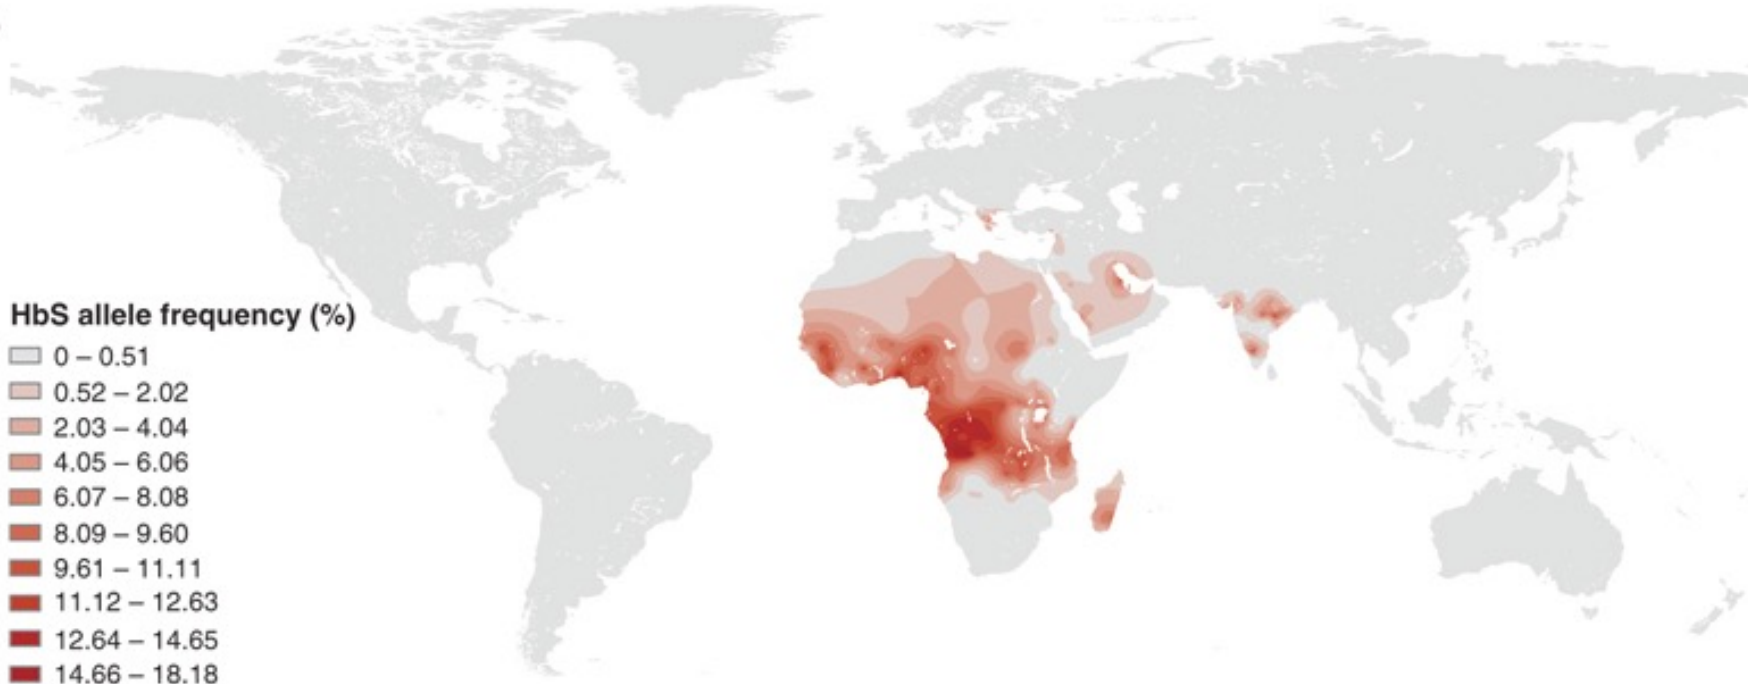 HbS allele frequency (%)
0 – 0.51
0.52 – 2.02
2.03 – 4.04
4.05 – 6.06
6.07 – 8.08
8.09 – 9.60
9.61 – 11.11
11.12 – 12.63
12.64 – 14.65
14.66 – 18.18